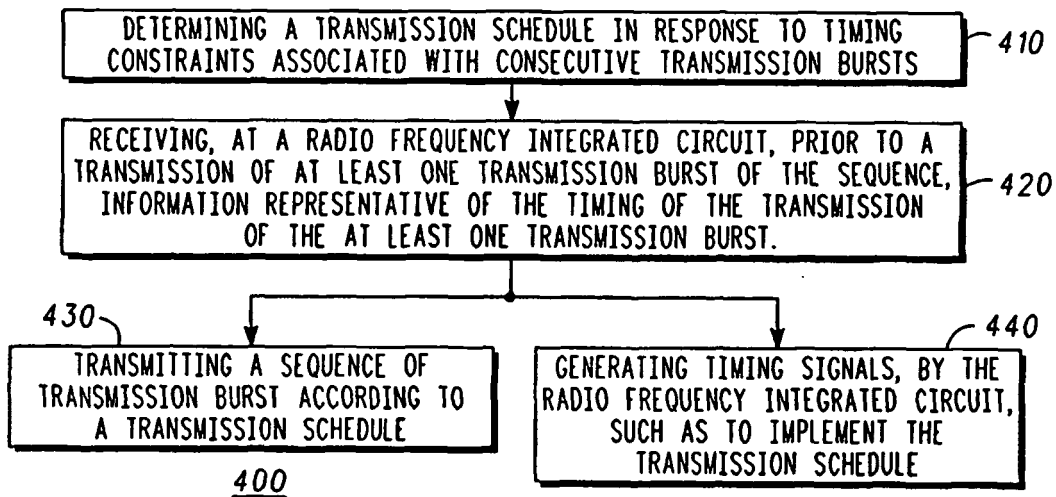 DETERMINING A TRANSMISSION SCHEDULE IN RESPONSE TO TIMING
CONSTRAINTS ASSOCIATED WITH CONSECUTIVE TRANSMISSION BURSTS
410
RECEIVING, AT A RADIO FREQUENCY INTEGRATED CIRCUIT, PRIOR TO A
TRANSMISSION OF AT LEAST ONE TRANSMISSION BURST OF THE SEQUENCE,
INFORMATION REPRESENTATIVE OF THE TIMING OF THE TRANSMISSION
OF THE AT LEAST ONE TRANSMISSION BURST.
420
430
TRANSMITTING A SEQUENCE OF
TRANSMISSION BURST ACCORDING TO
A TRANSMISSION SCHEDULE
440
GENERATING TIMING SIGNALS, BY THE
RADIO FREQUENCY INTEGRATED CIRCUIT,
SUCH AS TO IMPLEMENT THE
TRANSMISSION SCHEDULE
400